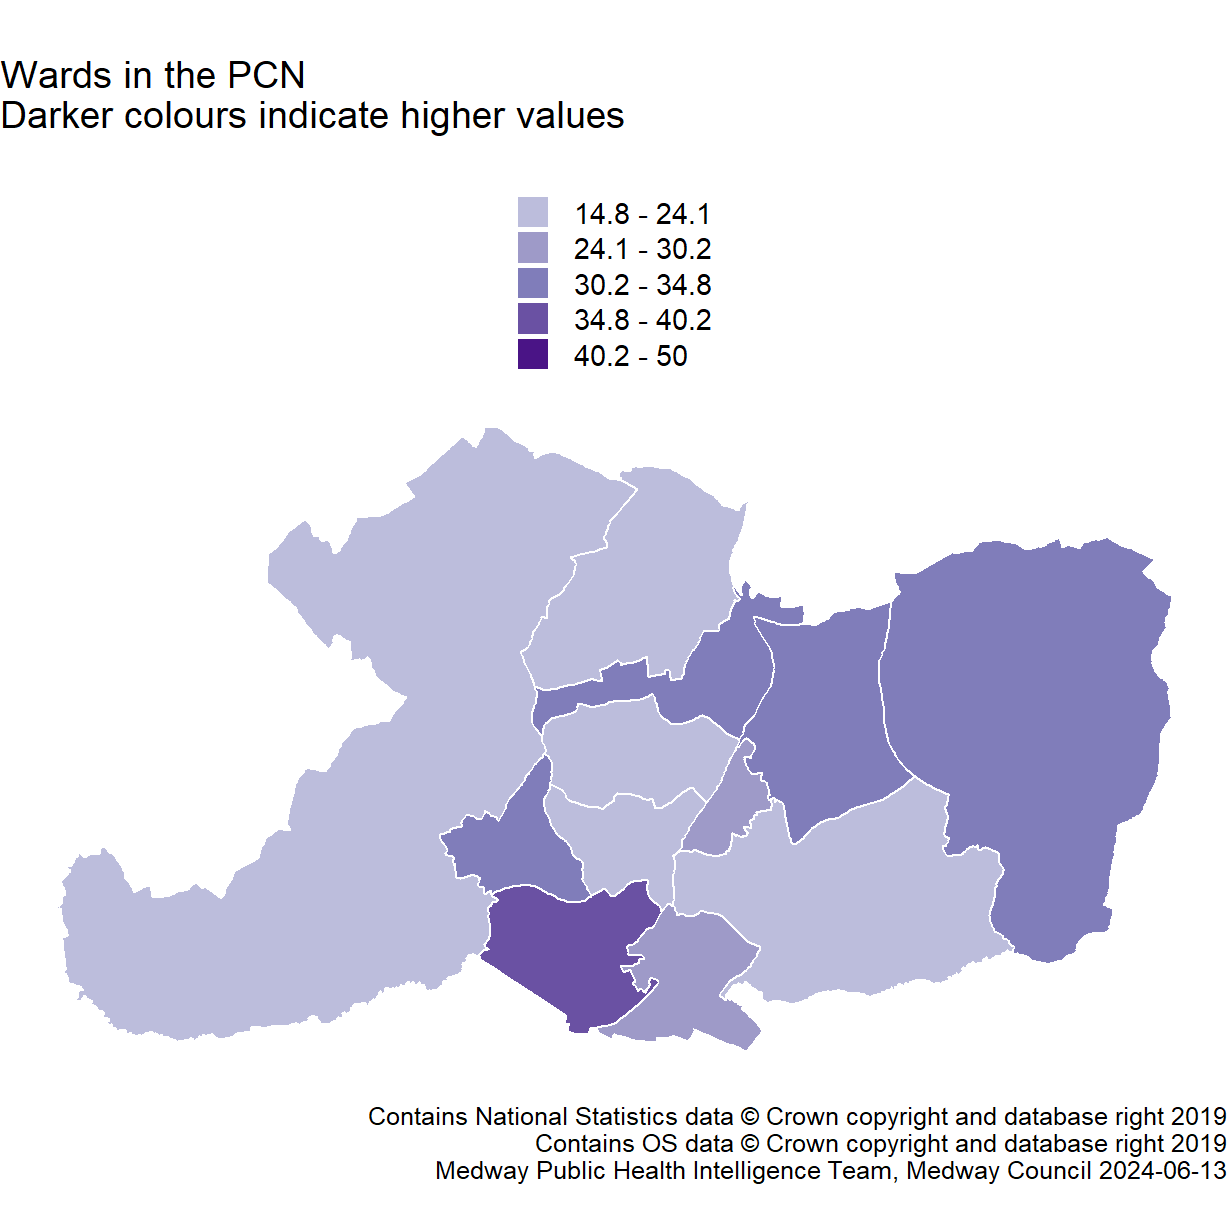 Wards in the PCN
Darker colours indicate higher values
14.8 - 24.1
24.1 - 30.2
30.2 - 34.8
34.8 - 40.2
40.2 - 50
Contains National Statistics data © Crown copyright and database right 2019
Contains OS data © Crown copyright and database right 2019
Medway Public Health Intelligence Team, Medway Council 2024-06-13